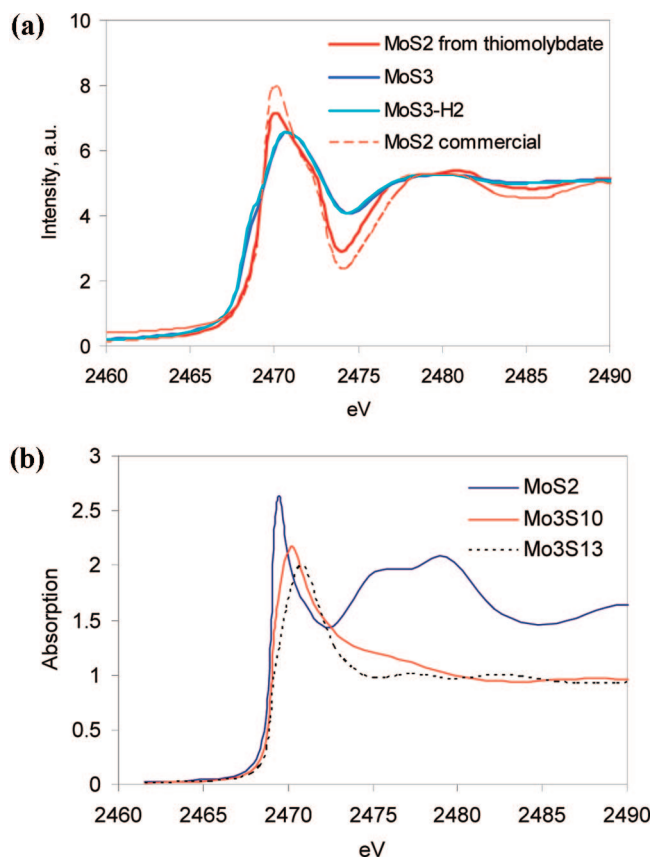 (a)
10
8
6
4
2
0
Intensity, a.u.
MoS2 from thiomolybdate
MoS3
MoS3-H2
MoS2 commercial
2460 2465 2470 2475 2480 2485 2490
eV
(b)
3
2.5
2
1.5
1
0.5
0
Absorption
MoS2
Mo3S10
Mo3S13
2460 2465 2470 2475 2480 2485 2490
eV